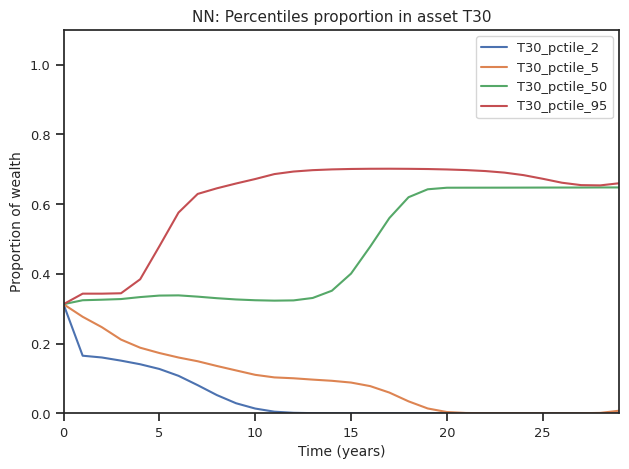 NN: Percentiles proportion in asset T30
T30_pctile_2
T30_pctile_5
T30_pctile_50
T30_pctile_95
Proportion of wealth
1.0
0.8
0.6
0.4
0.2
0.0
0 5 10 15 20 25
Time (years)